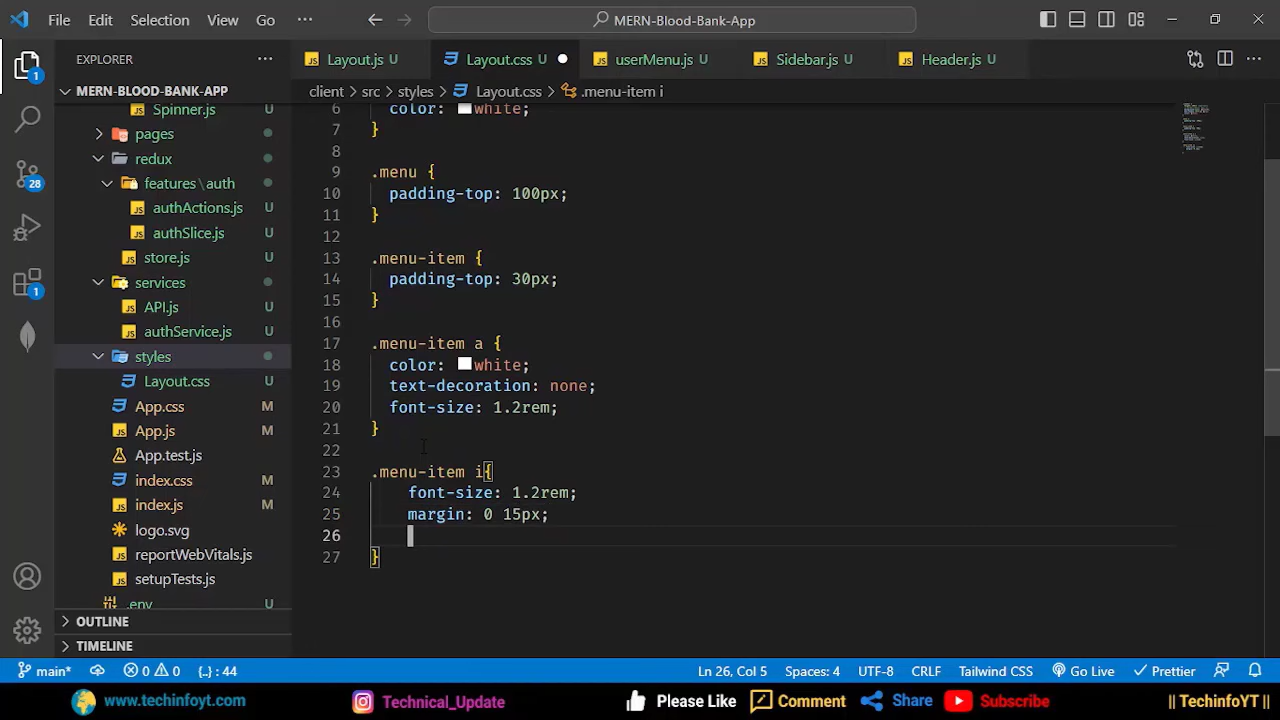 File Edit Selection View Go ··· MERN-Blood-Bank-App
EXPLORER ···
MERN-BLOOD-BANK-APP
Spinner.js U
pages
redux
features\auth
authActions.js U
authSlice.js U
store.js U
services
API.js U
authService.js U
styles
Layout.css U
App.css M
App.js M
App.test.js
index.css M
index.js M
logo.svg
reportWebVitals.js
setupTests.js
.env
OUTLINE
TIMELINE
1
28
1
Layout.js U Layout.css U userMenu.js U Sidebar.js U Header.js U
client > src > styles > Layout.css > .menu-item i
6 color: white;
7 }
8
9 .menu {
10 padding-top: 100px;
11 }
12
13 .menu-item {
14 padding-top: 30px;
15 }
16
17 .menu-item a {
18 color: white;
19 text-decoration: none;
20 font-size: 1.2rem;
21 }
22
23 .menu-item i{
24 font-size: 1.2rem;
25 margin: 0 15px;
26
27 }
main* 0 0 {..} : 44 Ln 26, Col 5 Spaces: 4 UTF-8 CRLF Tailwind CSS Go Live Prettier
www.techinfoyt.com Technical_Update Please Like Comment Share Subscribe || TechinfoYT ||